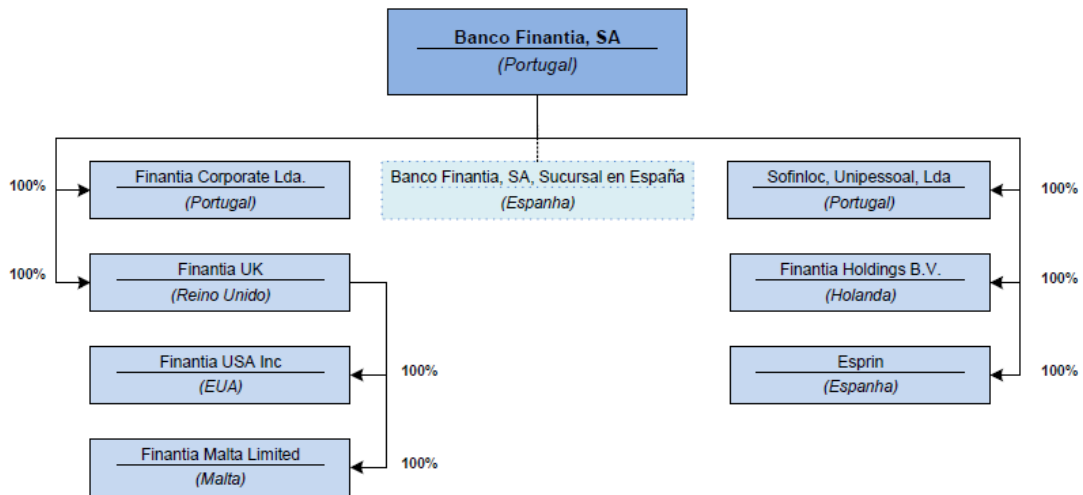 Banco Finantia, SA
(Portugal)
100%
Finantia Corporate Lda.
(Portugal)
Banco Finantia, SA, Sucursal en España
(Espanha)
Sofinloc, Unipessoal, Lda
(Portugal)
100%
100%
Finantia UK
(Reino Unido)
Finantia Holdings B.V.
(Holanda)
100%
Finantia USA Inc
(EUA)
100%
Esprin
(Espanha)
100%
Finantia Malta Limited
(Malta)
100%